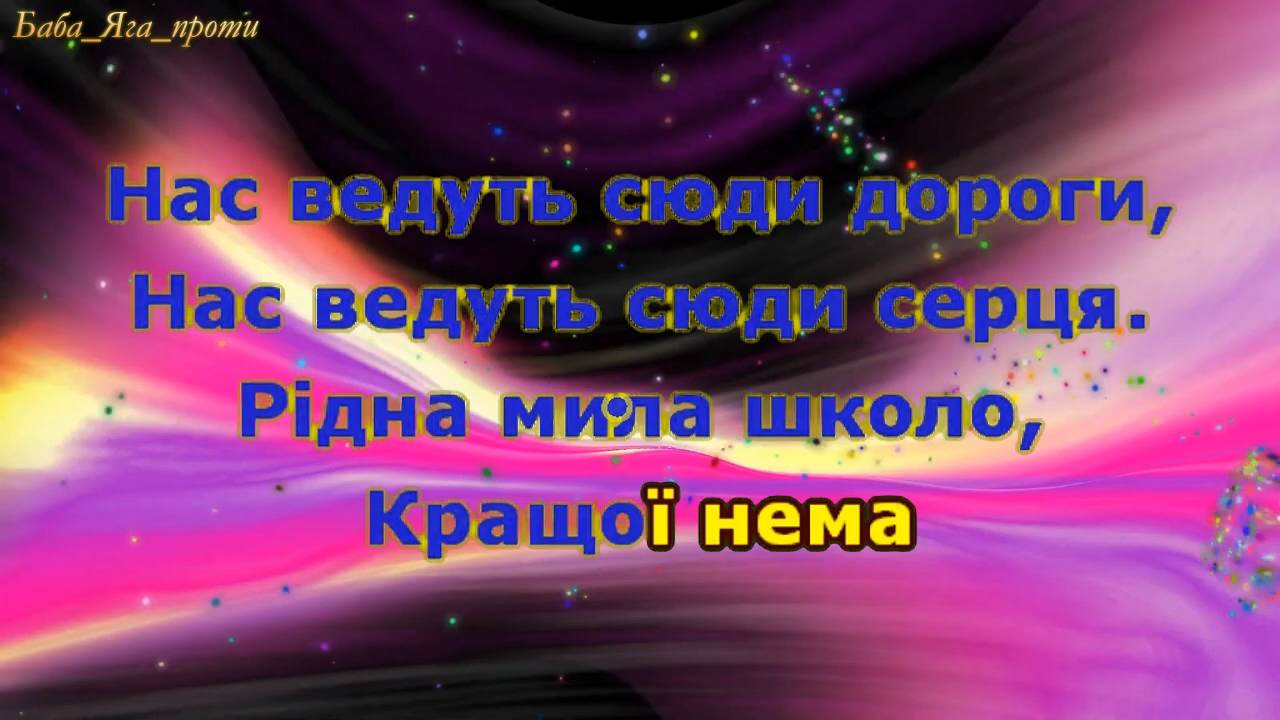 Баба_Яга_проти
Нас ведуть сюди дороги,
Нас ведуть сюди серця.
Рідна мила школо,
Кращої нема